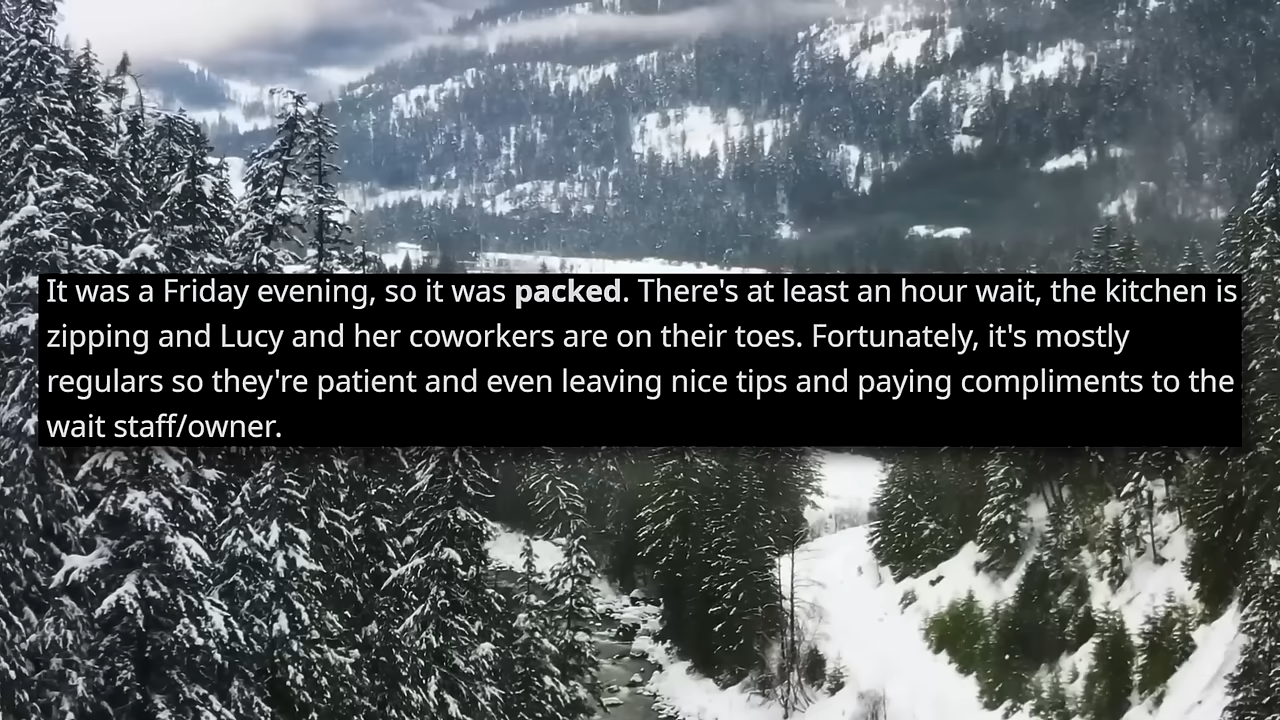 It was a Friday evening, so it was packed. There's at least an hour wait, the kitchen is
zipping and Lucy and her coworkers are on their toes. Fortunately, it's mostly
regulars so they're patient and even leaving nice tips and paying compliments to the
wait staff/owner.